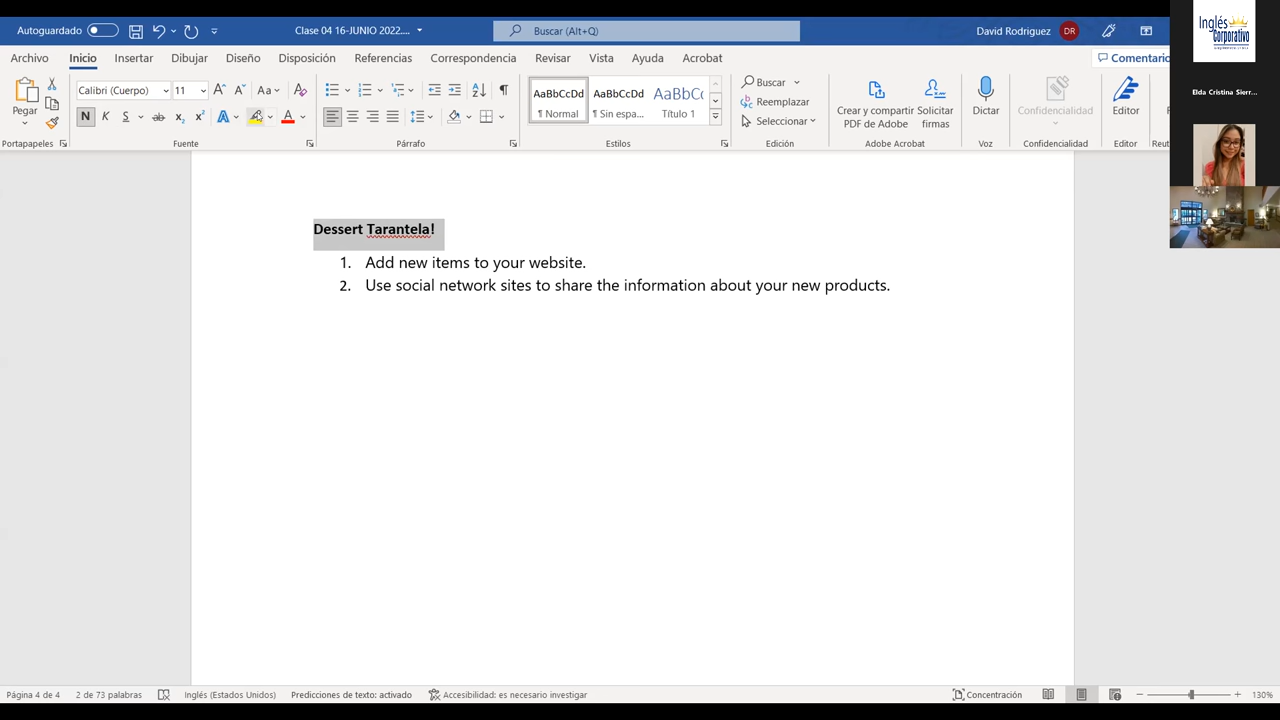 Autoguardado
Clase 04 16-JUNIO 2022....
Buscar (Alt+Q)
David Rodriguez DR
Inglés
Corporativo
Archivo Inicio Insertar Dibujar Diseño Disposición Referencias Correspondencia Revisar Vista Ayuda Acrobat
Comentario
Elda Cristina Sierr...
Pegar
Calibri (Cuerpo) 11
AaBbCcDd AaBbCcDd AaBbCc
¶ Normal ¶ Sin espa... Título 1
Buscar
Reemplazar
Seleccionar
Crear y compartir
PDF de Adobe
Solicitar
firmas
Dictar
Confidencialidad
Editor
Portapapeles Fuente Párrafo Estilos Edición Adobe Acrobat Voz Confidencialidad Editor Reut
Dessert Tarantela!
1. Add new items to your website.
2. Use social network sites to share the information about your new products.
Página 4 de 4 2 de 73 palabras Inglés (Estados Unidos) Predicciones de texto: activado Accesibilidad: es necesario investigar Concentración 130%